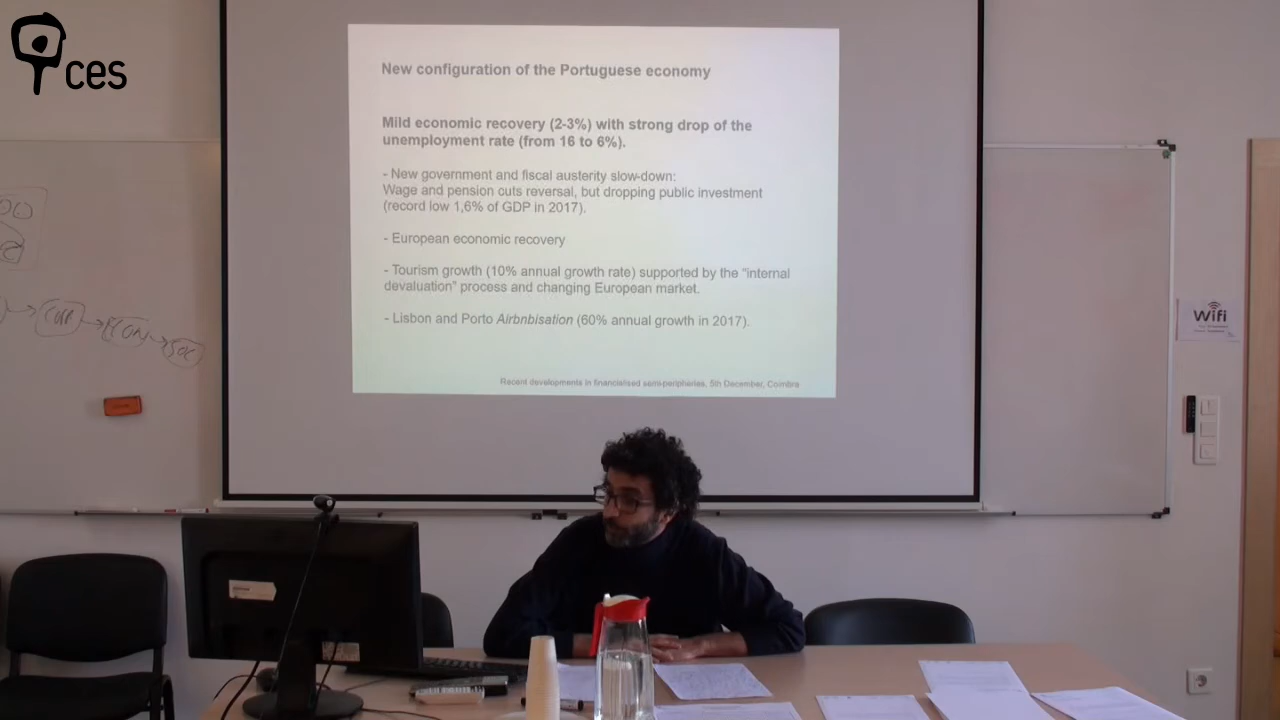 ces
New configuration of the Portuguese economy
Mild economic recovery (2-3%) with strong drop of the
unemployment rate (from 16 to 6%).
- New government and fiscal austerity slow-down:
Wage and pension cuts reversal, but dropping public investment
(record low 1,6% of GDP in 2017).
- European economic recovery
- Tourism growth (10% annual growth rate) supported by the "internal
devaluation" process and changing European market.
- Lisbon and Porto Airbnbisation (60% annual growth in 2017).
Recent developments in financialised semi-peripheries, 5th December, Coimbra
Wifi
ECON
SOC